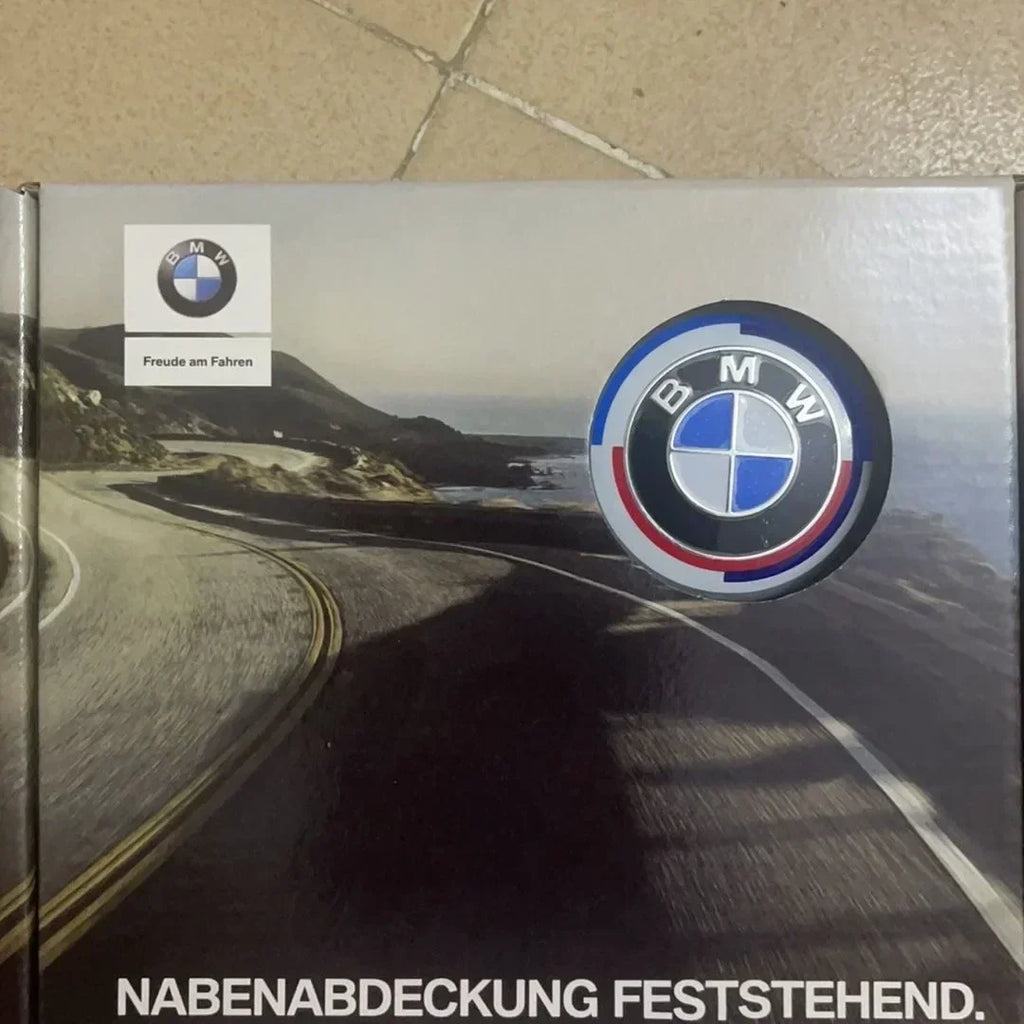 BMW
Freude am Fahren
BMW
NABENABDECKUNG FESTSTEHEND.